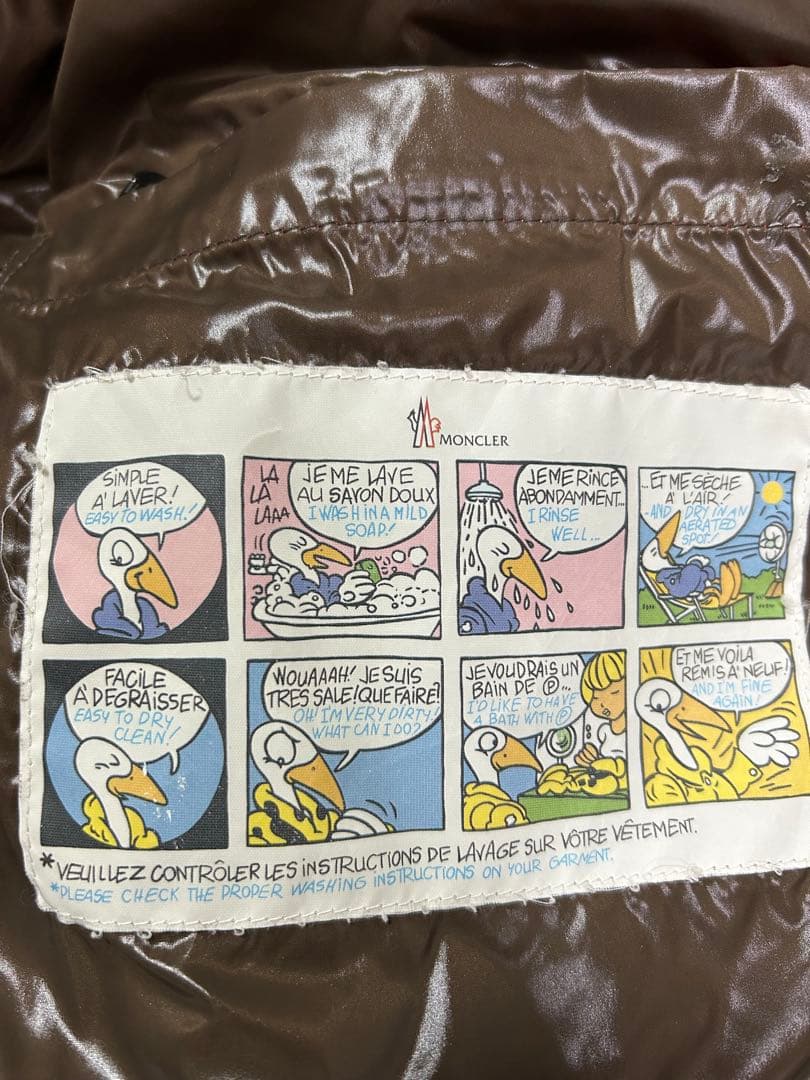 MONCLER
SIMPLE
A' LAVER!
EASY TO WASH!
LA
LA
LAAA
JE ME LAVE
AU SAVON DOUX
I WASH IN A MILD
SOAP!
JE ME RINCE
ABONDAMMENT...
I RINSE
WELL...
...ET ME SÈCHE
A' L'AIR!
...AND I DRY IN AN
AERATED
SPOT!
FACILE
A' DEGRAISSER
EASY TO DRY
CLEAN!
WOUAAAH! JE SUIS
TRES SALE! QUE FAIRE?
OH! I'M VERY DIRTY!
WHAT CAN I DO?
JE VOUDRAIS UN
BAIN DE Ⓟ...
I'D LIKE TO HAVE
A BATH WITH Ⓟ
ET ME VOILA
REMIS A' NEUF!
AND I'M FINE
AGAIN!
*VEUILLEZ CONTRÔLER LES INSTRUCTIONS DE LAVAGE SUR VÔTRE VÊTEMENT.
*PLEASE CHECK THE PROPER WASHING INSTRUCTIONS ON YOUR GARMENT.